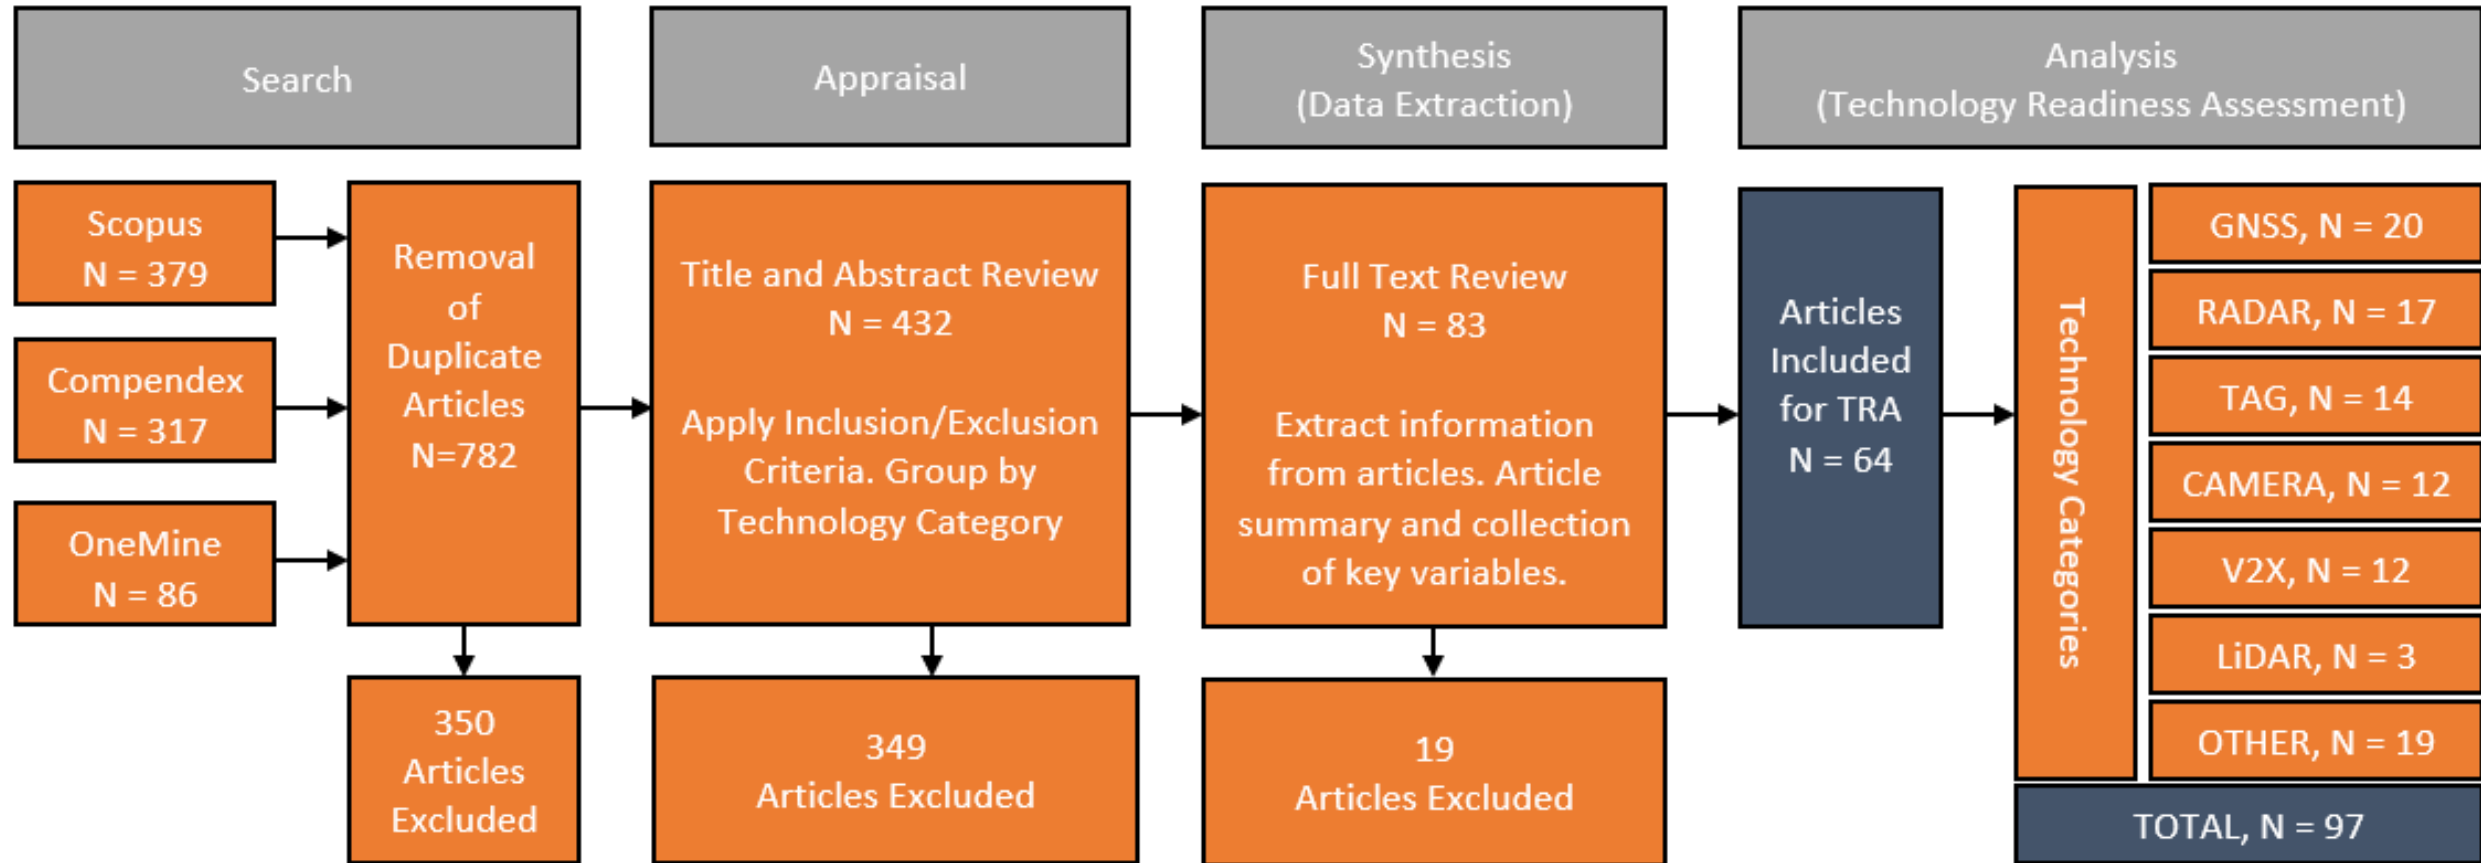 Search
Appraisal
Synthesis
(Data Extraction)
Analysis
(Technology Readiness Assessment)
Scopus
N = 379
Compendex
N = 317
OneMine
N = 86
Removal
of
Duplicate
Articles
N=782
350
Articles
Excluded
Title and Abstract Review
N = 432
Apply Inclusion/Exclusion
Criteria. Group by
Technology Category
349
Articles Excluded
Full Text Review
N = 83
Extract information
from articles. Article
summary and collection
of key variables.
19
Articles Excluded
Articles
Included
for TRA
N = 64
Technology Categories
GNSS, N = 20
RADAR, N = 17
TAG, N = 14
CAMERA, N = 12
V2X, N = 12
LiDAR, N = 3
OTHER, N = 19
TOTAL, N = 97